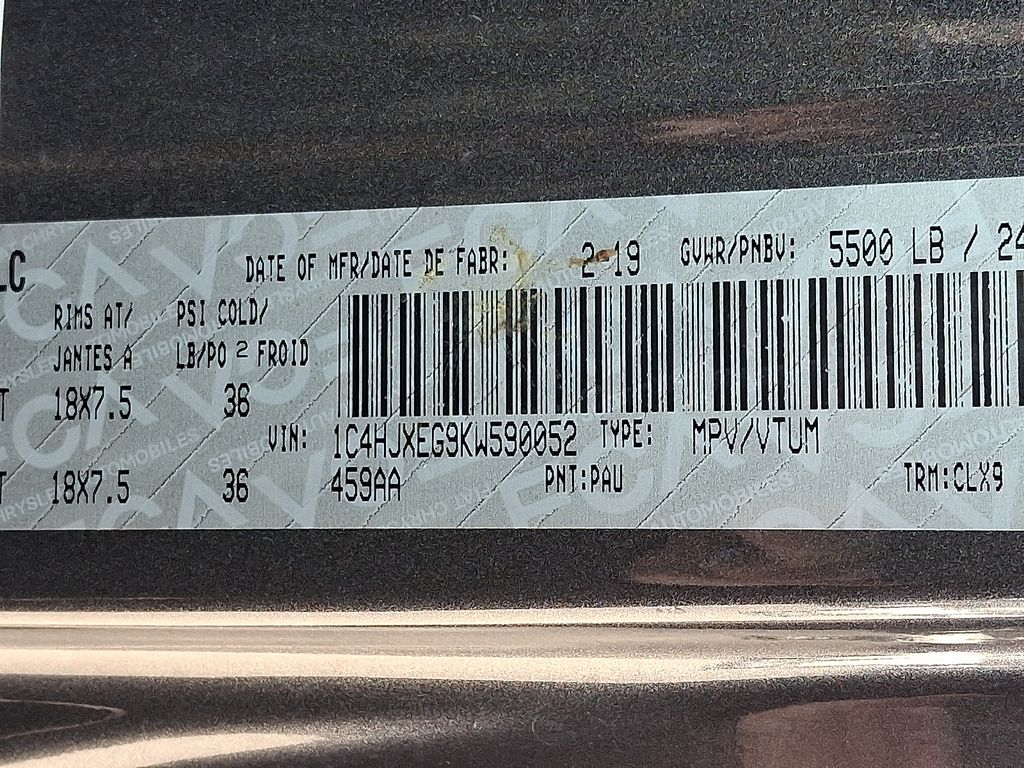 LC DATE OF MFR/DATE DE FABR: 2-19 GVWR/PNBV: 5500 LB / 24
RIMS AT/ PSI COLD/
JANTES A LB/PO 2 FROID
T 18X7.5 36
VIN: 1C4HJXEG9KW590052 TYPE: MPV/VTUM
T 18X7.5 36 459AA PNT:PAU TRM:CLX9